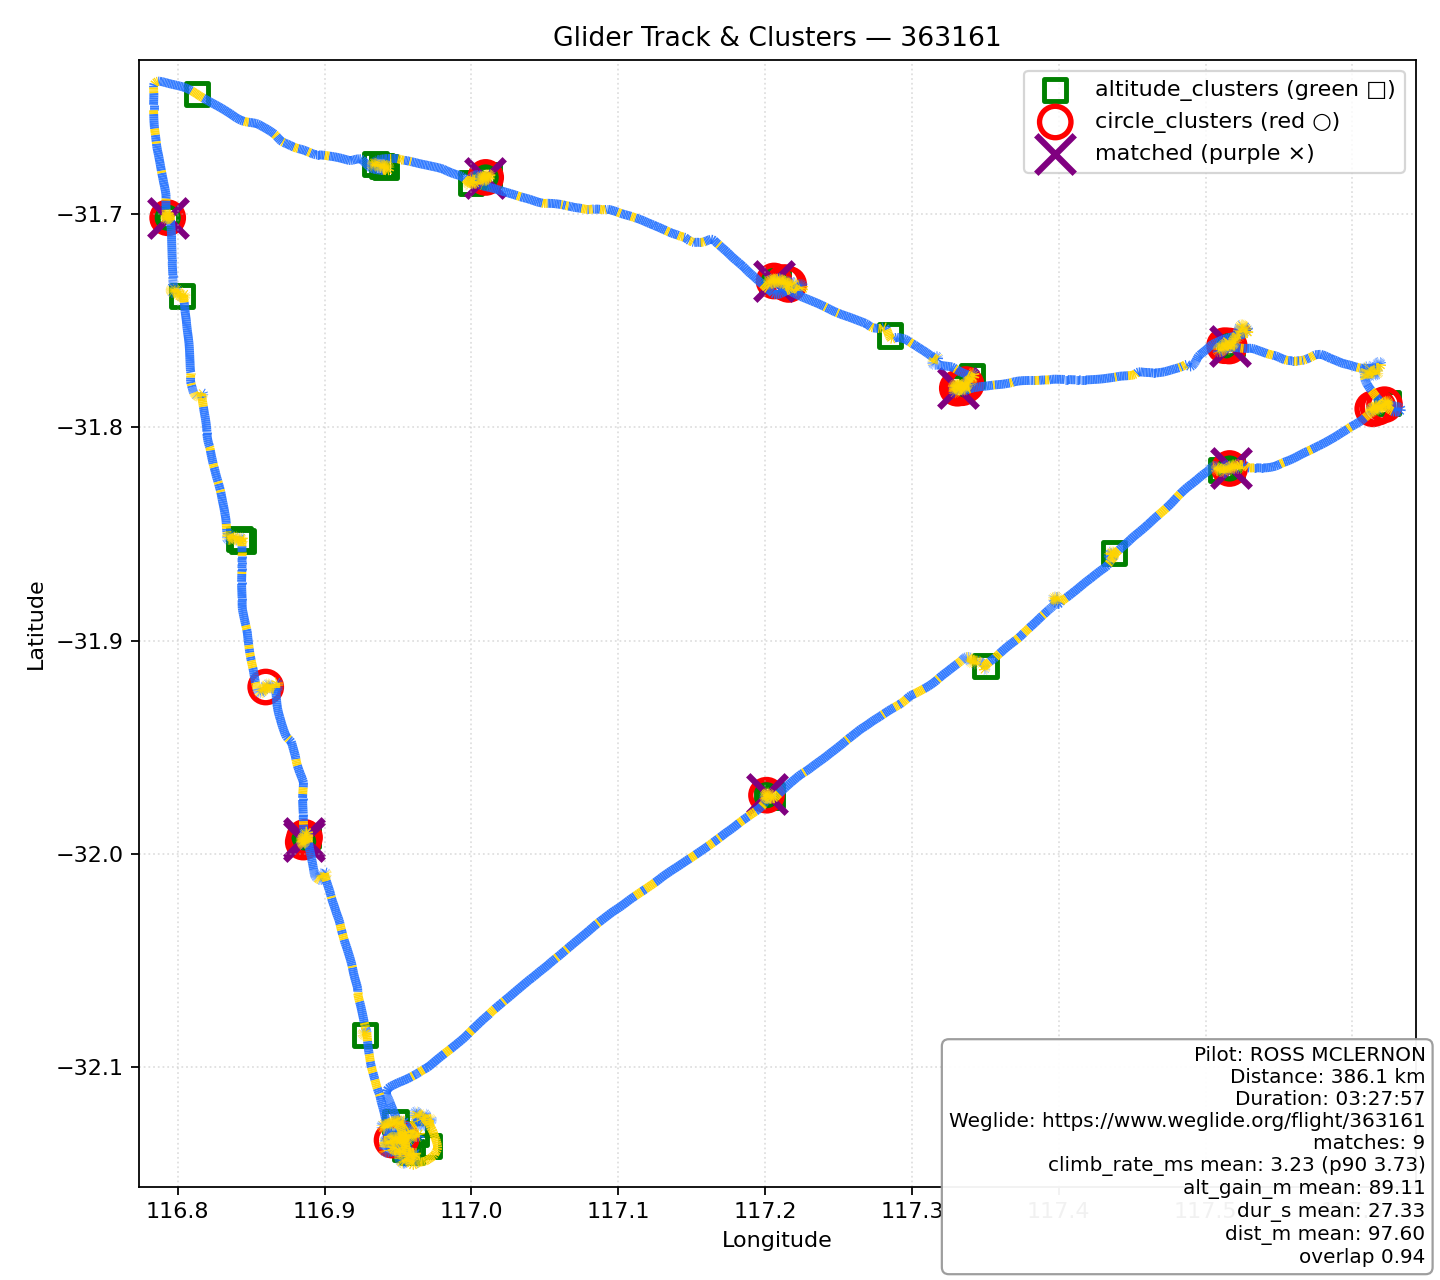 Glider Track & Clusters — 363161
altitude_clusters (green □)
circle_clusters (red ○)
matched (purple ×)
−31.7
−31.8
−31.9
−32.0
−32.1
Latitude
116.8
116.9
117.0
117.1
117.2
117.3
117.4
117.5
Longitude
Pilot: ROSS MCLERNON
Distance: 386.1 km
Duration: 03:27:57
Weglide: https://www.weglide.org/flight/363161
matches: 9
climb_rate_ms mean: 3.23 (p90 3.73)
alt_gain_m mean: 89.11
dur_s mean: 27.33
dist_m mean: 97.60
overlap 0.94